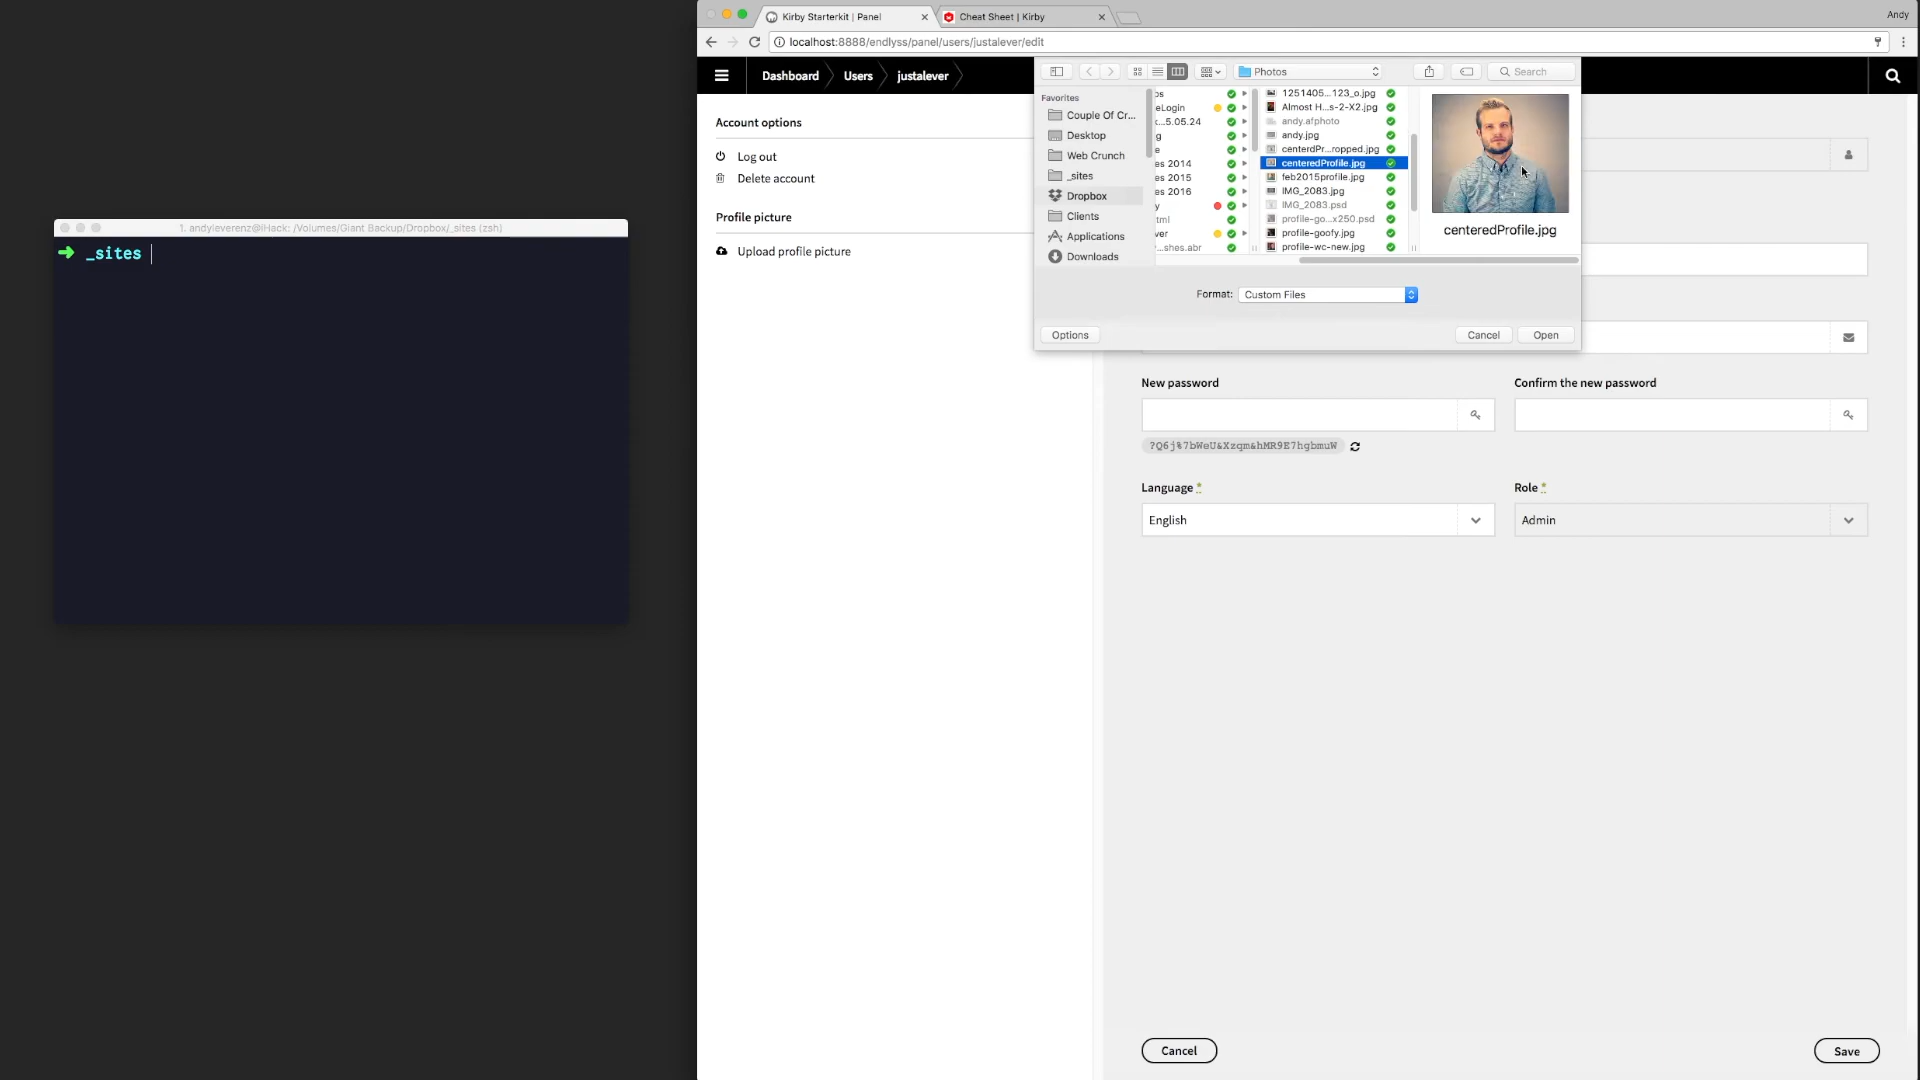 1. andyleverenz@iHack: /Volumes/Giant Backup/Dropbox/_sites (zsh)
_sites
Kirby Starterkit | Panel
Cheat Sheet | Kirby
Andy
localhost:8888/endlyss/panel/users/justalever/edit
Dashboard
Users
justalever
Account options
Log out
Delete account
Profile picture
Upload profile picture
Photos
Search
Favorites
Couple Of Cr...
Desktop
Web Crunch
_sites
Dropbox
Clients
Applications
Downloads
os
eLogin
k...5.05.24
g
e
es 2014
es 2015
es 2016
y
tml
ver
...shes.abr
1251405...123_o.jpg
Almost H...s-2-X2.jpg
andy.afphoto
andy.jpg
centerdPr...ropped.jpg
centeredProfile.jpg
feb2015profile.jpg
IMG_2083.jpg
IMG_2083.psd
profile-go...x250.psd
profile-goofy.jpg
profile-wc-new.jpg
centeredProfile.jpg
Format: Custom Files
Options
Cancel
Open
New password
Confirm the new password
?Q6j%7bWeU&Xzqm&hMR9E7hgbmuW
Language *
Role *
English
Admin
Cancel
Save